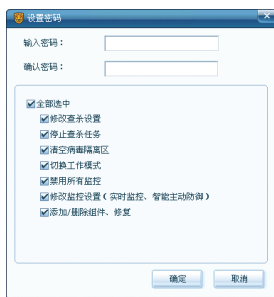 设置密码
输入密码：
确认密码：
全部选中
修改查杀设置
停止查杀任务
清空病毒隔离区
切换工作模式
禁用所有监控
修改监控设置（实时监控、智能主动防御）
添加/删除组件、修复
确定 取消